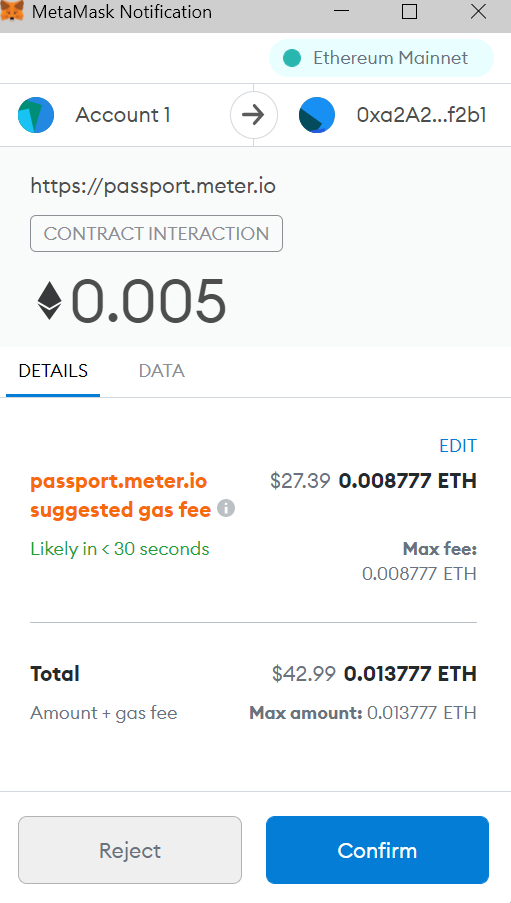 MetaMask Notification
Ethereum Mainnet
Account 1
0xa2A2...f2b1
https://passport.meter.io
CONTRACT INTERACTION
0.005
DETAILS
DATA
EDIT
passport.meter.io $27.39 0.008777 ETH
suggested gas fee
Likely in < 30 seconds
Max fee:
0.008777 ETH
Total $42.99 0.013777 ETH
Amount + gas fee Max amount: 0.013777 ETH
Reject
Confirm